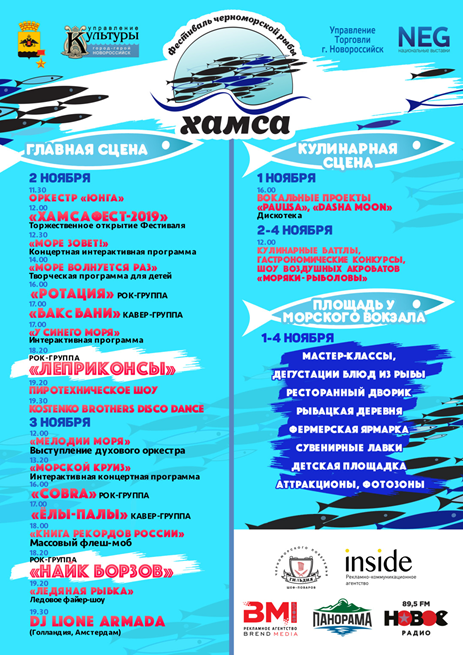 управление
Культуры
город-герой
НОВОРОССИЙСК
Фестиваль черноморской рыбы
хамса
Управление
Торговли
г. Новороссийск
NEG
НАЦИОНАЛЬНЫЕ ВЫСТАВКИ
ГЛАВНАЯ СЦЕНА
2 НОЯБРЯ
11.30
ОРКЕСТР «ЮНГА»
12.00
«ХАМСАФЕСТ-2019»
Торжественное открытие Фестиваля
12.30
«МОРЕ ЗОВЕТ!»
Концертная интерактивная программа
14.00
«МОРЕ ВОЛНУЕТСЯ РАЗ»
Творческая программа для детей
16.00
«РОТАЦИЯ» РОК-ГРУППА
17.00
«БАКС БАНИ» КАВЕР-ГРУППА
17.00
«У СИНЕГО МОРЯ»
Интерактивная программа
18.20
РОК-ГРУППА
«ЛЕПРИКОНСЫ»
19.20
ПИРОТЕХНИЧЕСКОЕ ШОУ
19.30
KOSTENKO BROTHERS DISCO DANCE
3 НОЯБРЯ
12.00
«МЕЛОДИИ МОРЯ»
Выступление духового оркестра
13.20
«МОРСКОЙ КРУИЗ»
Интерактивная концертная программа
16.00
«COBRA» РОК-ГРУППА
17.00
«ЁЛЫ-ПАЛЫ» КАВЕР-ГРУППА
18.00
«КНИГА РЕКОРДОВ РОССИИ»
Массовый флеш-моб
18.20
РОК-ГРУППА
«НАЙК БОРЗОВ»
19.20
«ЛЕДЯНАЯ РЫБКА»
Ледовое файер-шоу
19.30
DJ LIONE ARMADA
(Голландия, Амстердам)
КУЛИНАРНАЯ
СЦЕНА
1 НОЯБРЯ
16.00
ВОКАЛЬНЫЕ ПРОЕКТЫ
«PAULISA», «DASHA MOON»
Дискотека
2-4 НОЯБРЯ
12.00
КУЛИНАРНЫЕ БАТТЛЫ,
ГАСТРОНОМИЧЕСКИЕ КОНКУРСЫ,
ШОУ ВОЗДУШНЫХ АКРОБАТОВ
«МОРЯКИ-РЫБОЛОВЫ»
ПЛОЩАДЬ У
МОРСКОГО ВОКЗАЛА
1-4 НОЯБРЯ
МАСТЕР-КЛАССЫ,
ДЕГУСТАЦИИ БЛЮД ИЗ РЫБЫ
РЕСТОРАННЫЙ ДВОРИК
РЫБАЦКАЯ ДЕРЕВНЯ
ФЕРМЕРСКАЯ ЯРМАРКА
СУВЕНИРНЫЕ ЛАВКИ
ДЕТСКАЯ ПЛОЩАДКА
АТТРАКЦИОНЫ, ФОТОЗОНЫ
ГИЛЬДИЯ
ШЕФ-ПОВАРОВ
inside
Рекламно-коммуникационное
агентство
BMI
РЕКЛАМНОЕ АГЕНТСТВО
BREND MEDIA
ПАНОРАМА
89,5 FM
НОВОЕ
РАДИО